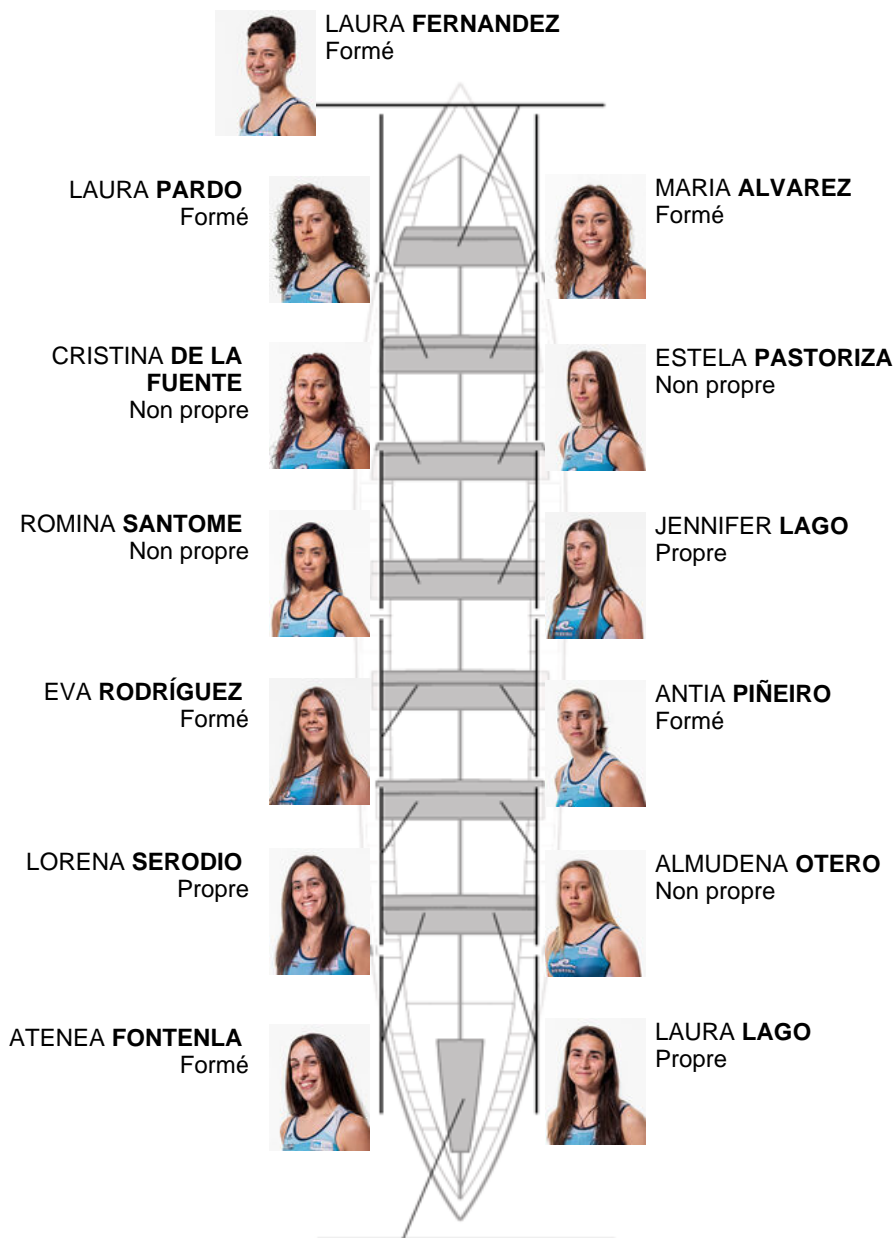 LAURA FERNANDEZ
Formé
LAURA PARDO
Formé
MARIA ALVAREZ
Formé
CRISTINA DE LA
FUENTE
Non propre
ESTELA PASTORIZA
Non propre
ROMINA SANTOME
Non propre
JENNIFER LAGO
Propre
EVA RODRÍGUEZ
Formé
ANTIA PIÑEIRO
Formé
LORENA SERODIO
Propre
ALMUDENA OTERO
Non propre
ATENEA FONTENLA
Formé
LAURA LAGO
Propre